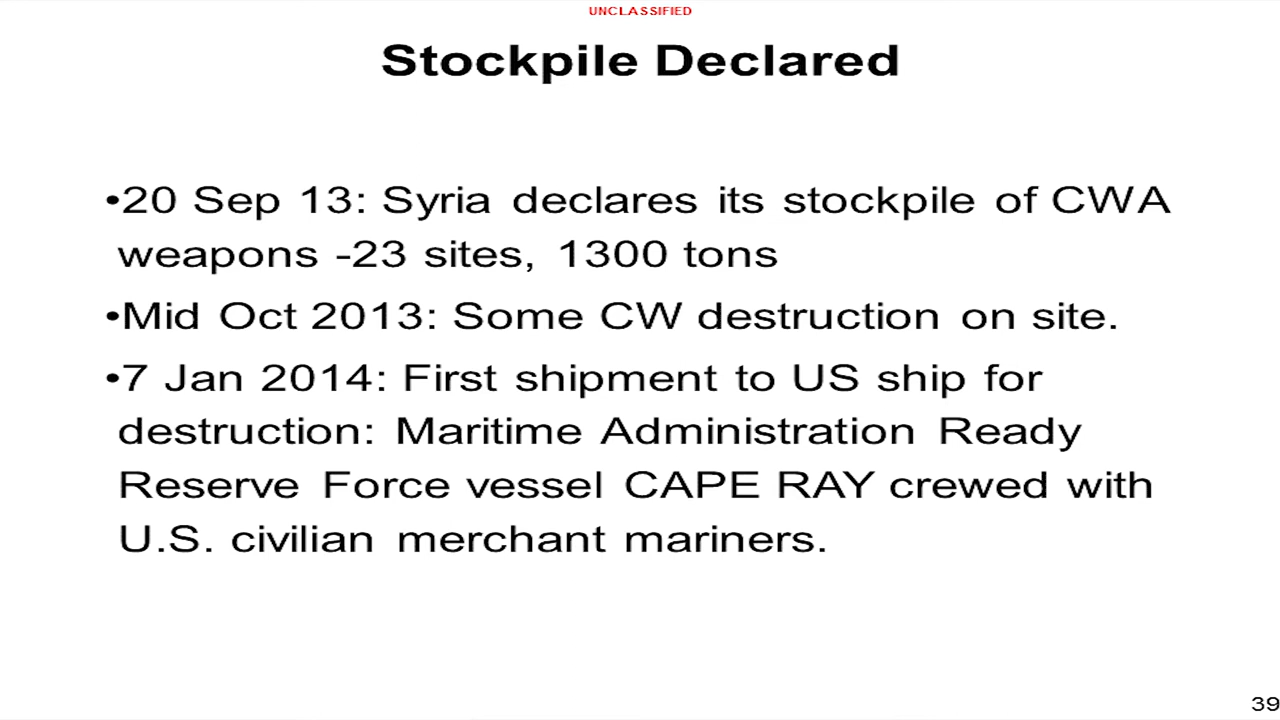 UNCLASSIFIED
Stockpile Declared
•20 Sep 13: Syria declares its stockpile of CWA
weapons -23 sites, 1300 tons
•Mid Oct 2013: Some CW destruction on site.
•7 Jan 2014: First shipment to US ship for
destruction: Maritime Administration Ready
Reserve Force vessel CAPE RAY crewed with
U.S. civilian merchant mariners.
39